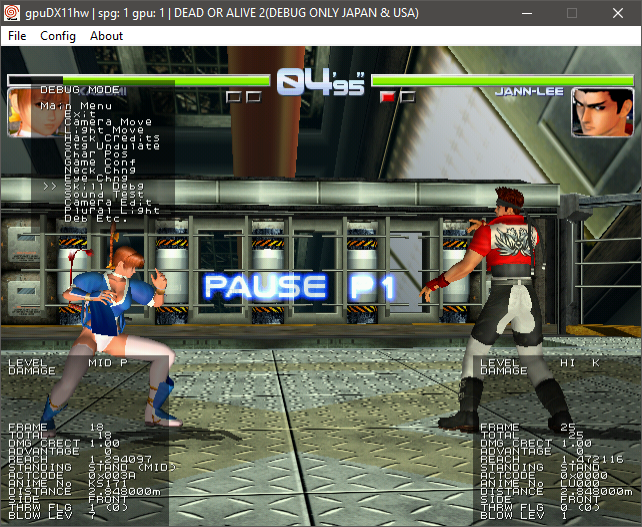 gpuDX11hw | spg: 1 gpu: 1 | DEAD OR ALIVE 2(DEBUG ONLY JAPAN & USA)
File Config About
04'95"
DEBUG MODE
JANN-LEE
Main Menu
Exit
Camera Move
Light Move
Hack Credits
Stg Undulate
Char Pos
Game Conf
Neck Chng
Eye Chng
>> Skill Debg
Sound Test
Camera Edit
Plural Light
Deb Etc.
PAUSE P1
LEVEL MID P
DAMAGE
FRAME 18
TOTAL 18
DMG CRECT 1.00
ADVANTAGE 0
REACH 1.294097
STANDING STAND (MID)
ACTCODE 0x003A
ANIME No KS171
DISTANCE 2.848000m
SIDE FRONT
THRW FLG 1 (0)
BLOW LEV 7
LEVEL HI K
DAMAGE
FRAME 25
TOTAL 25
DMG CRECT 1.00
ADVANTAGE 0
REACH 1.472116
STANDING STAND
ACTCODE 0x0000
ANIME No LU000
DISTANCE 2.848000m
SIDE FRONT
THRW FLG 0 (0)
BLOW LEV 1